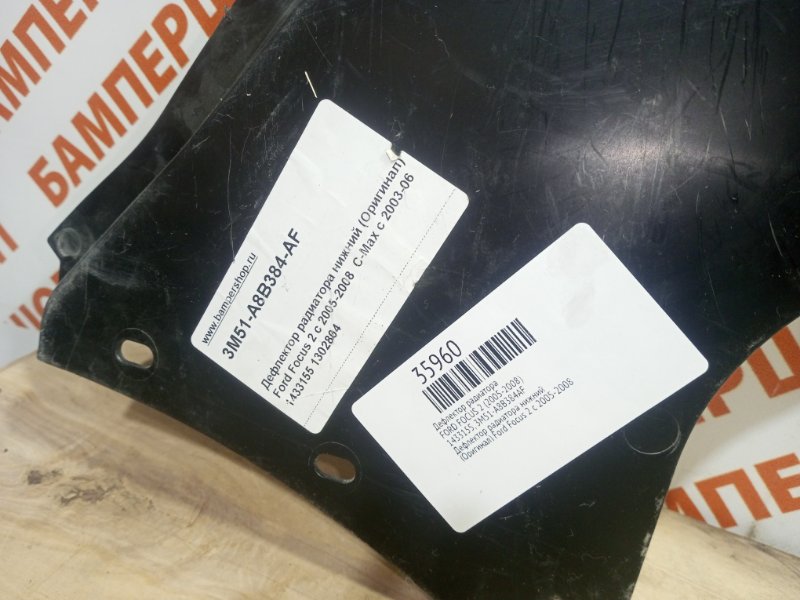 БАМПЕРЦ
БАМПЕРЦ
www.bampershop.ru
3M51-A8B384-AF
Дефлектор радиатора нижний (Оригинал)
Ford Focus 2 с 2005-2008 C-Max с 2003-06
1433155 1302804
35960
Дефлектор радиатора
FORD FOCUS 2 (2005-2008)
1433155 3M51-A8B384AF
Дефлектор радиатора нижний
(Оригинал) Ford Focus 2 с 2005-2008